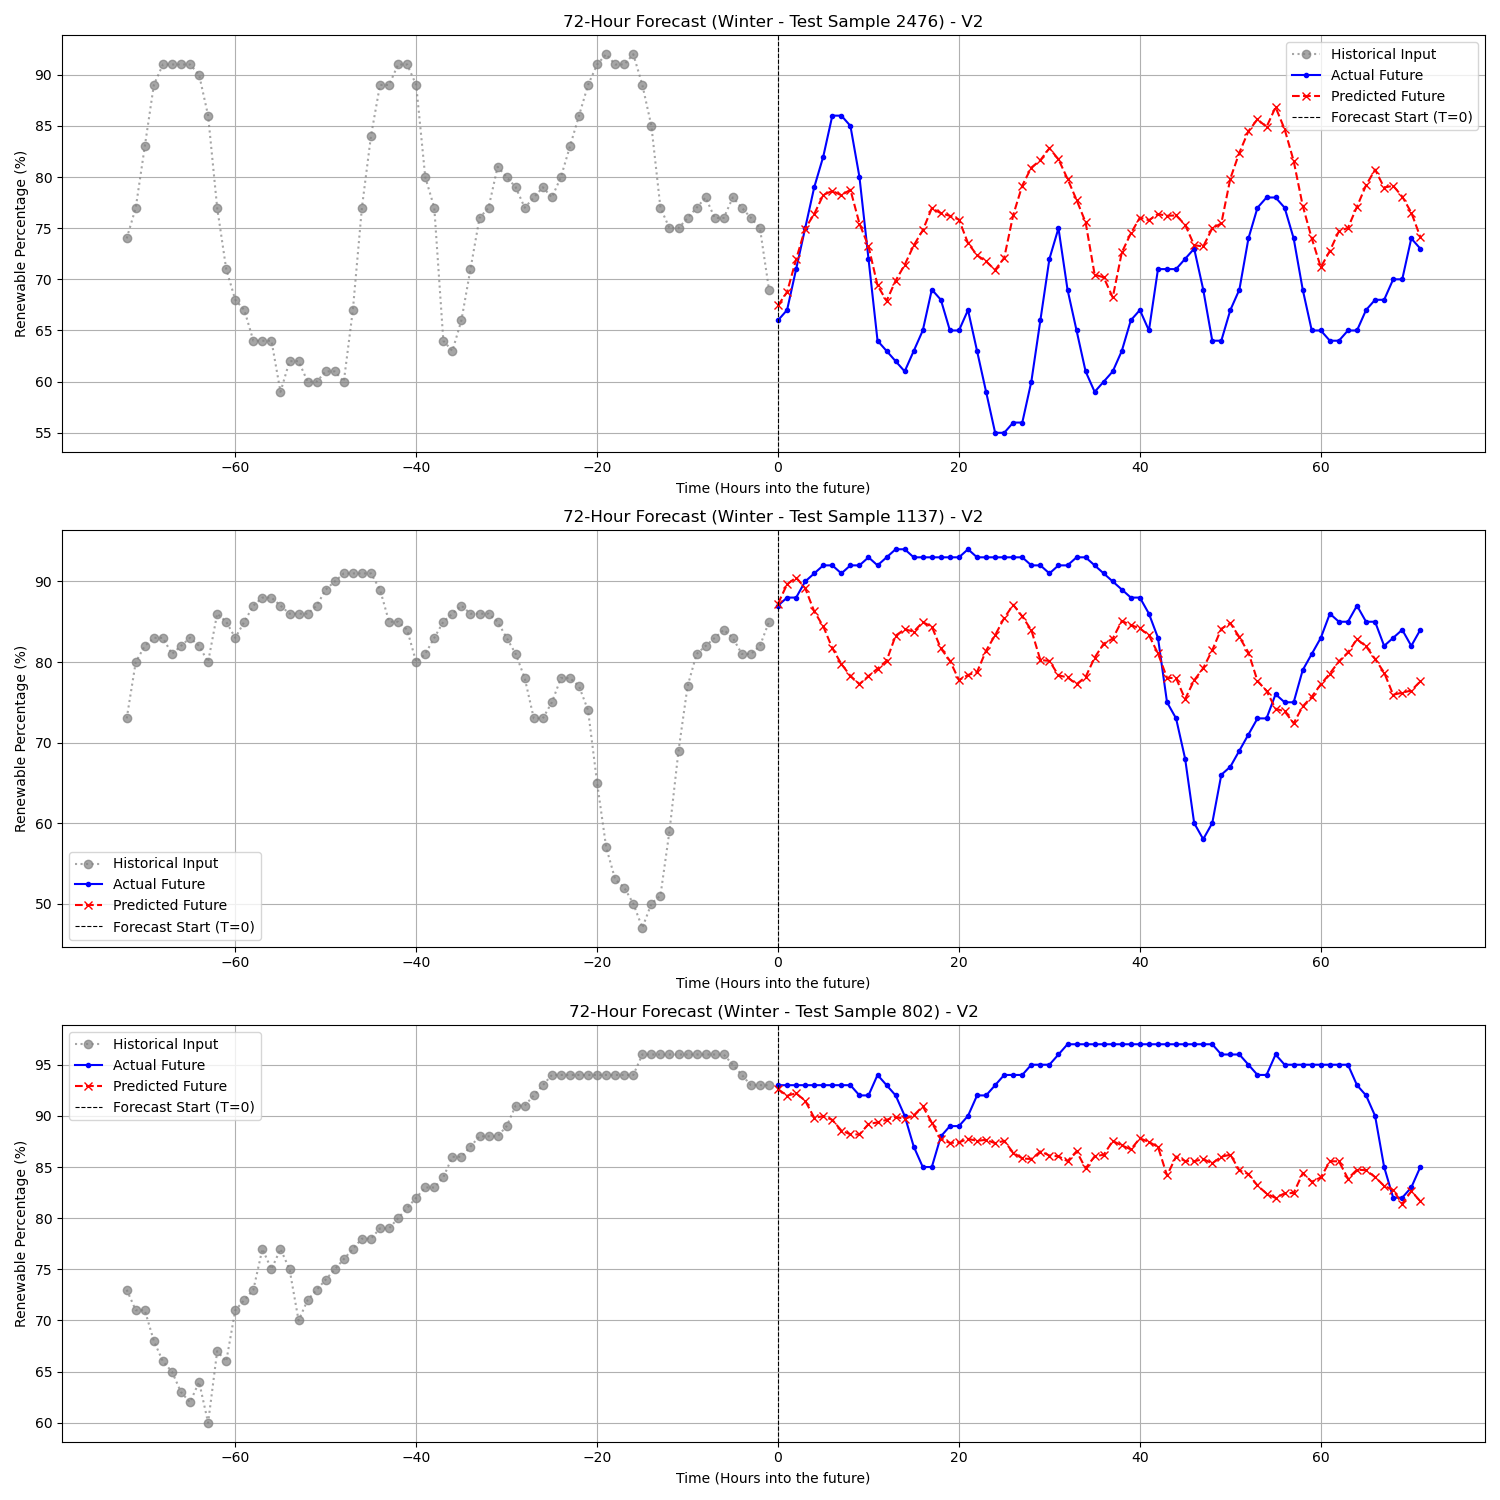 72-Hour Forecast (Winter - Test Sample 2476) - V2
Renewable Percentage (%)
90
85
80
75
70
65
60
55
Historical Input
Actual Future
Predicted Future
Forecast Start (T=0)
−60 −40 −20 0 20 40 60
Time (Hours into the future)
72-Hour Forecast (Winter - Test Sample 1137) - V2
Renewable Percentage (%)
90
80
70
60
50
Historical Input
Actual Future
Predicted Future
Forecast Start (T=0)
−60 −40 −20 0 20 40 60
Time (Hours into the future)
72-Hour Forecast (Winter - Test Sample 802) - V2
Renewable Percentage (%)
95
90
85
80
75
70
65
60
Historical Input
Actual Future
Predicted Future
Forecast Start (T=0)
−60 −40 −20 0 20 40 60
Time (Hours into the future)